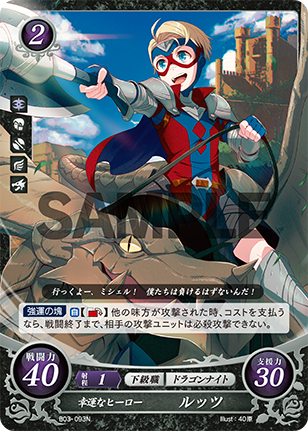 2
SAMPLE
行くよー、ミシェル！ 僕たちは負けるはずないんだ！
強運の塊 自 [] 他の味方が攻撃された時、コストを支払う
なら、戦闘終了まで、相手の攻撃ユニットは必殺攻撃できない。
戦闘力
40
射程 1 下級職 ドラゴンナイト
支援力
30
幸運なヒーロー ルッツ
B03-093N
Illust：40原